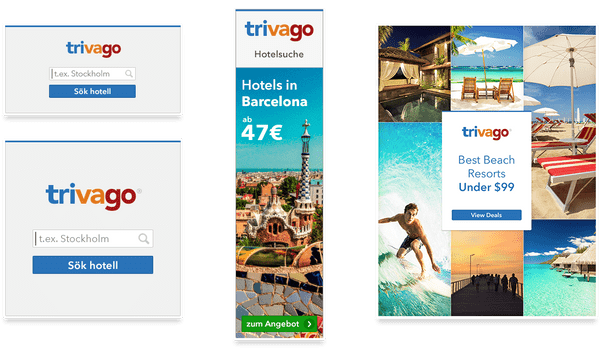 trivago
t.ex. Stockholm
Sök hotell
trivago
t.ex. Stockholm
Sök hotell
trivago
Hotelsuche
Hotels in
Barcelona
ab
47€
zum Angebot
trivago
Best Beach
Resorts
Under $99
View Deals